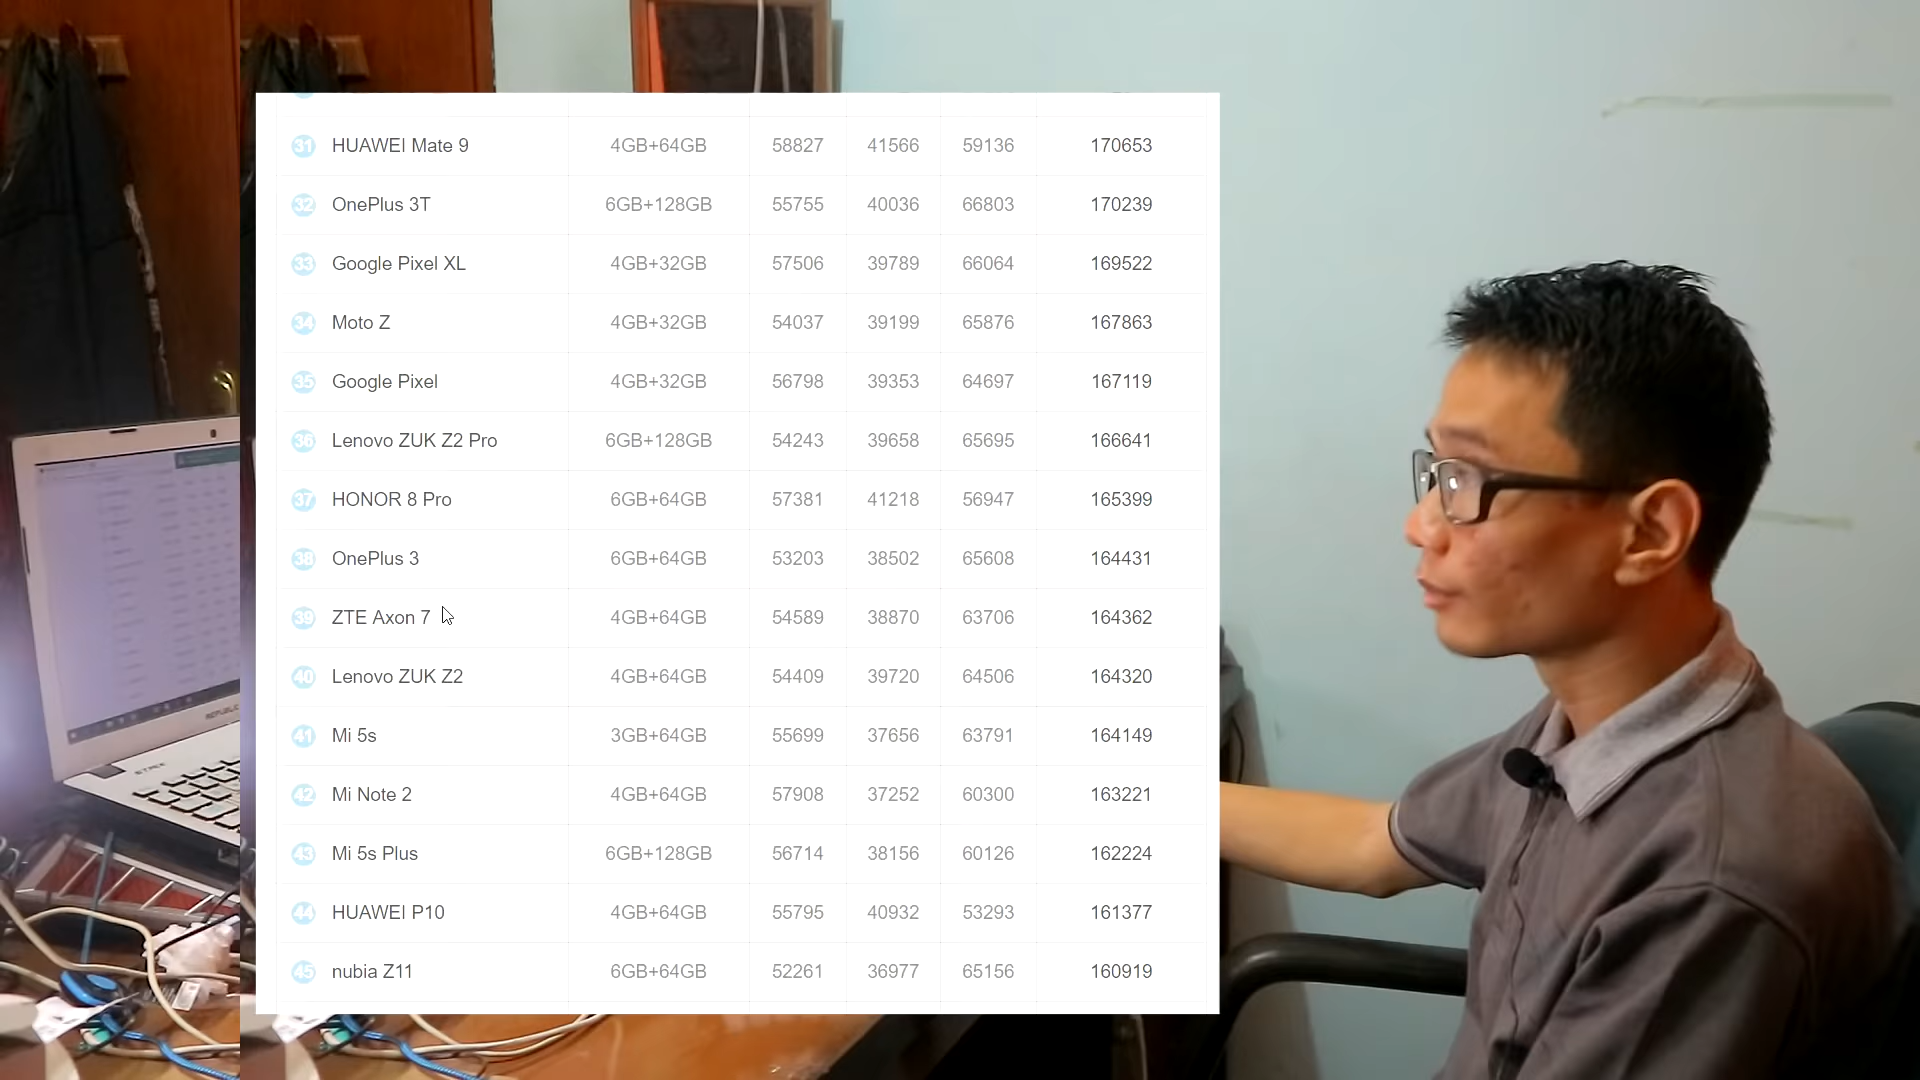 31 HUAWEI Mate 9 4GB+64GB 58827 41566 59136 170653
32 OnePlus 3T 6GB+128GB 55755 40036 66803 170239
33 Google Pixel XL 4GB+32GB 57506 39789 66064 169522
34 Moto Z 4GB+32GB 54037 39199 65876 167863
35 Google Pixel 4GB+32GB 56798 39353 64697 167119
36 Lenovo ZUK Z2 Pro 6GB+128GB 54243 39658 65695 166641
37 HONOR 8 Pro 6GB+64GB 57381 41218 56947 165399
38 OnePlus 3 6GB+64GB 53203 38502 65608 164431
39 ZTE Axon 7 4GB+64GB 54589 38870 63706 164362
40 Lenovo ZUK Z2 4GB+64GB 54409 39720 64506 164320
41 Mi 5s 3GB+64GB 55699 37656 63791 164149
42 Mi Note 2 4GB+64GB 57908 37252 60300 163221
43 Mi 5s Plus 6GB+128GB 56714 38156 60126 162224
44 HUAWEI P10 4GB+64GB 55795 40932 53293 161377
45 nubia Z11 6GB+64GB 52261 36977 65156 160919